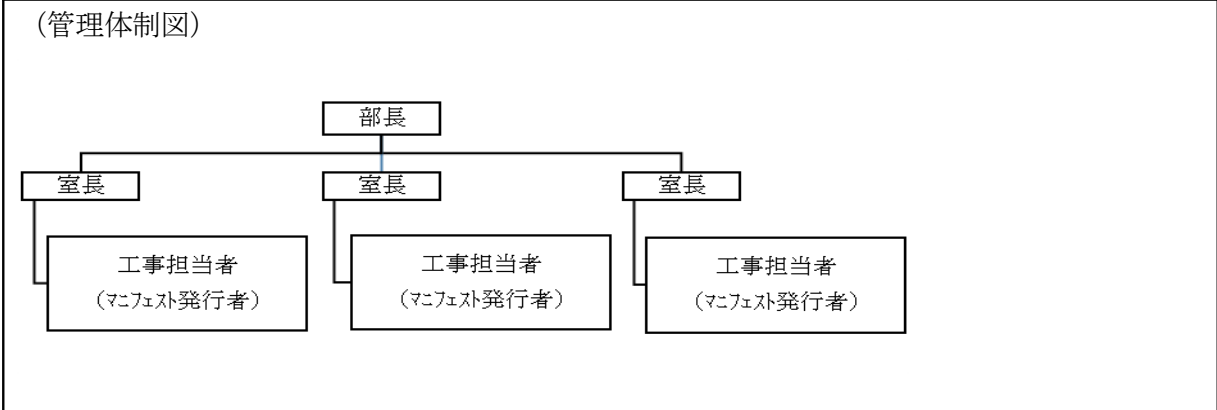 （管理体制図）
部長
室長
室長
室長
工事担当者
（ﾏﾆﾌｪｽﾄ発行者）
工事担当者
（ﾏﾆﾌｪｽﾄ発行者）
工事担当者
（ﾏﾆﾌｪｽﾄ発行者）